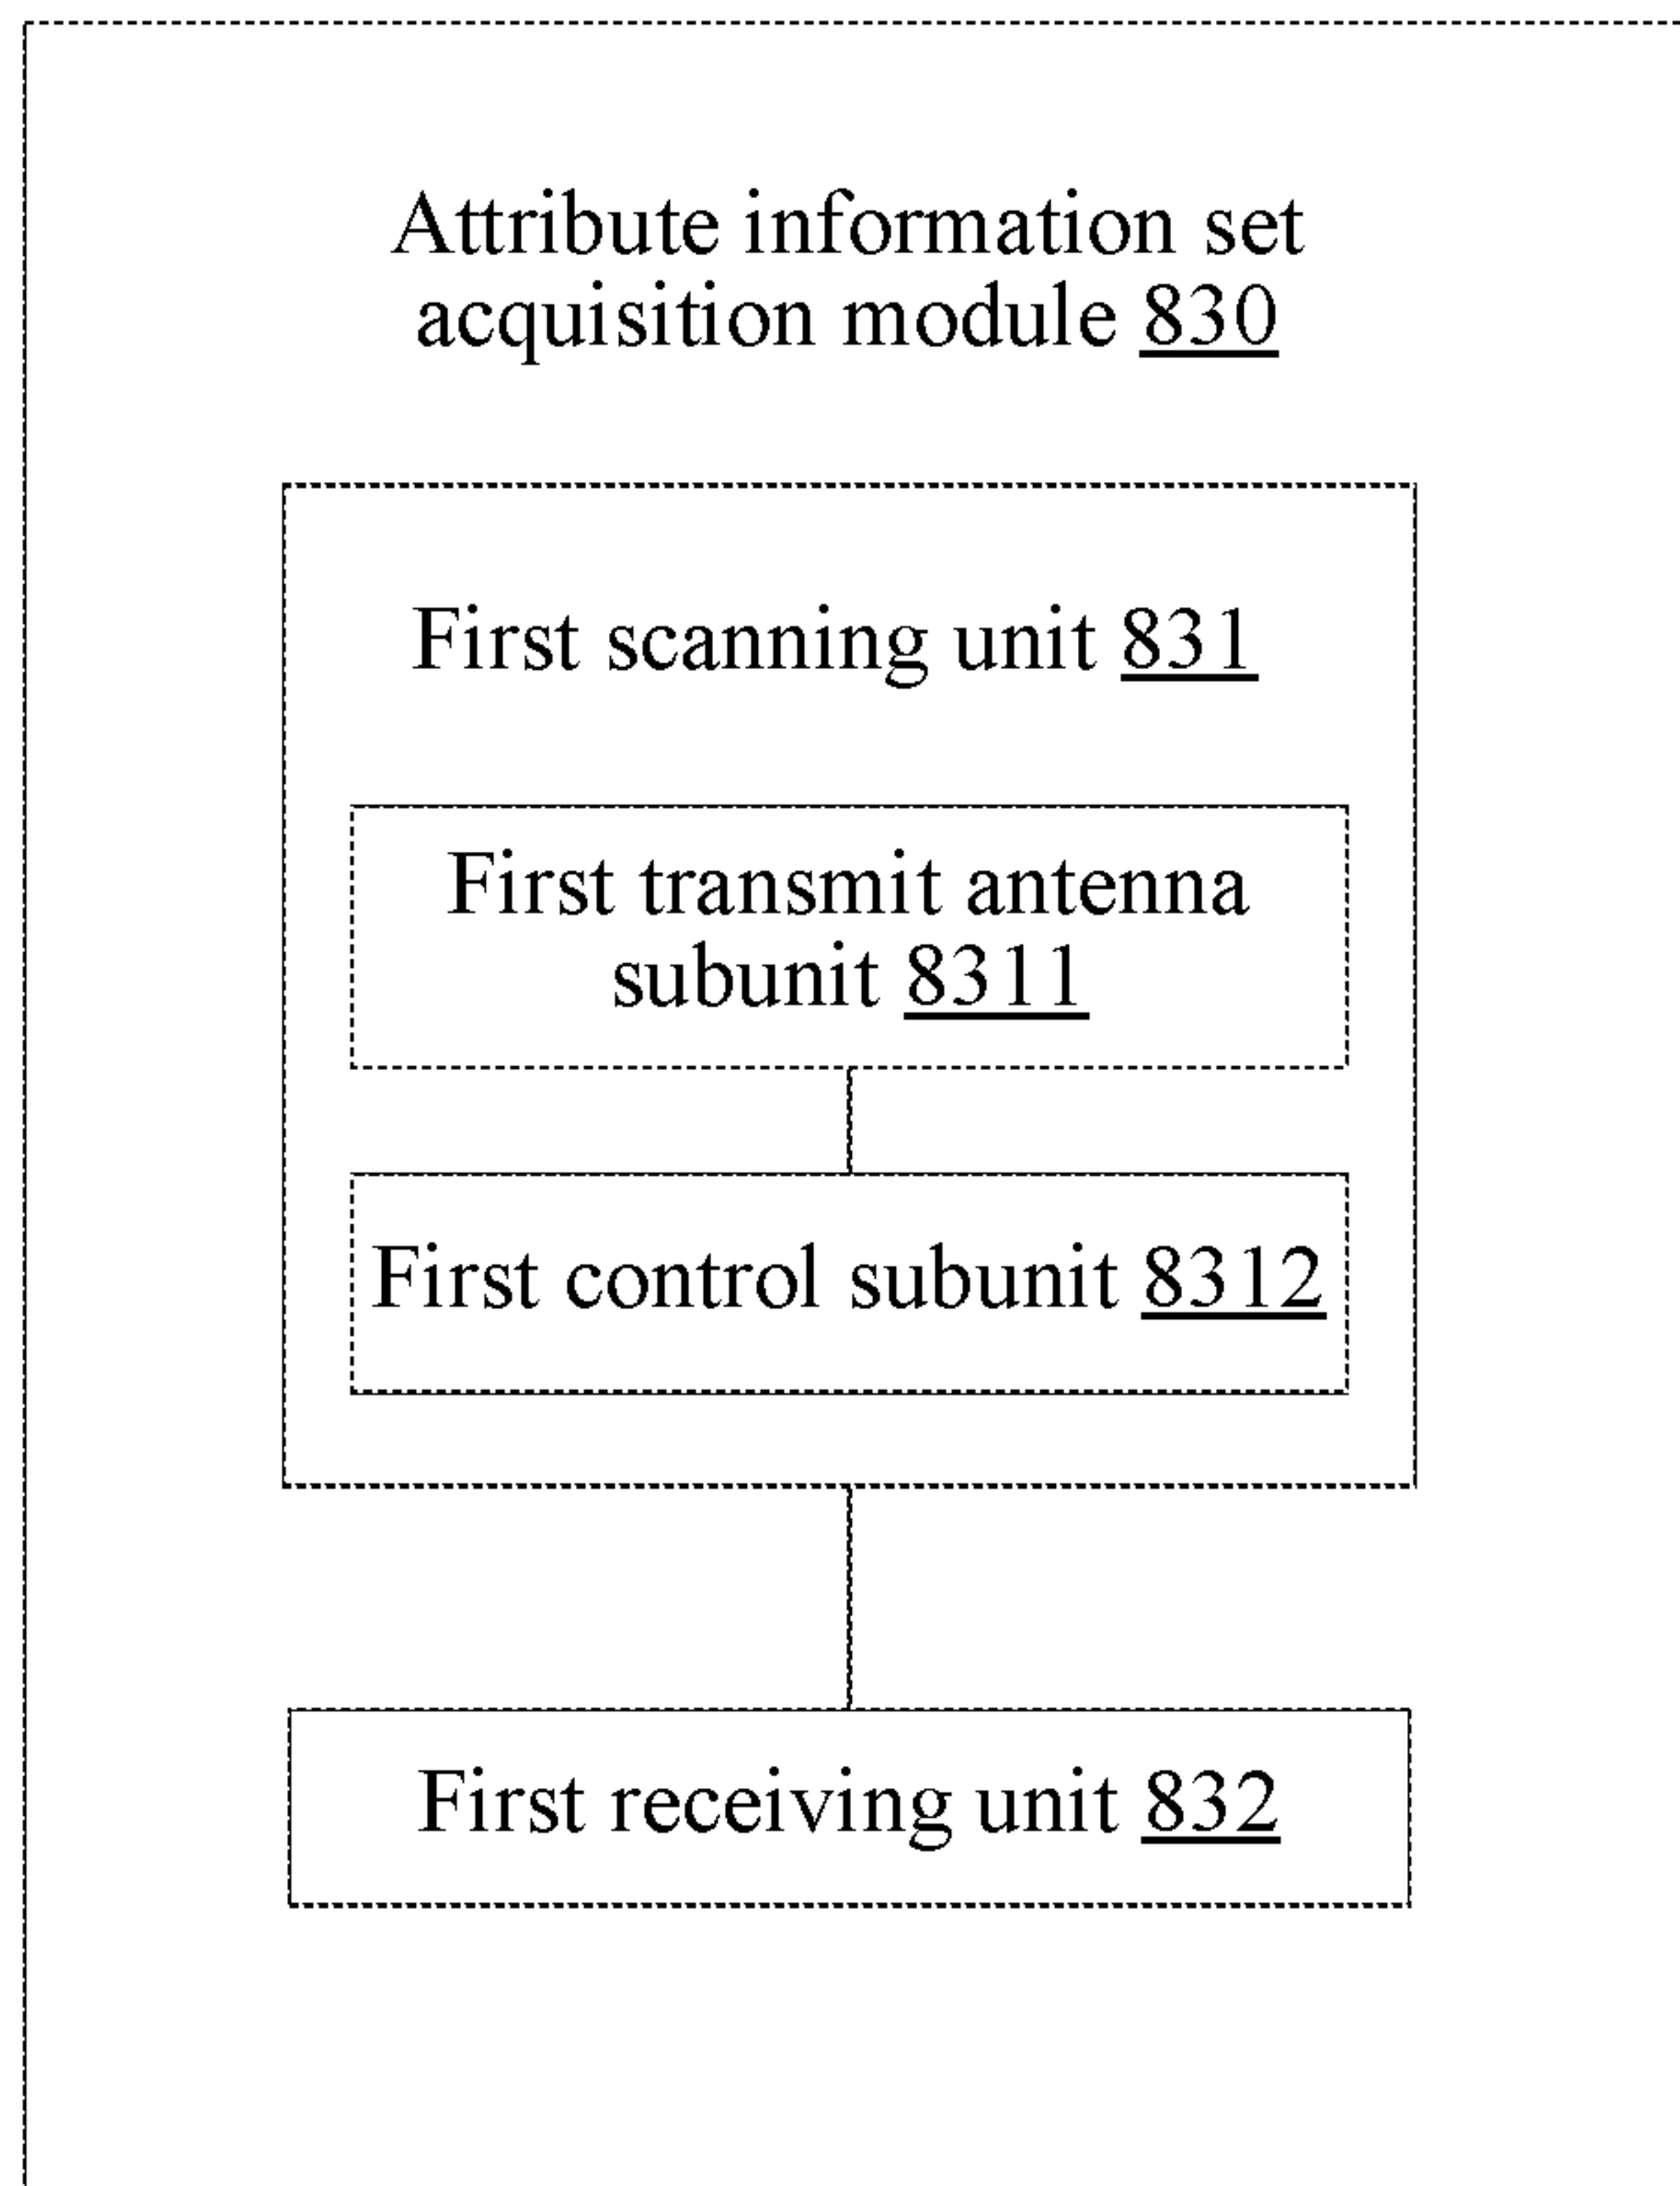 Attribute information set
acquisition module 830
First scanning unit 831
First transmit antenna
subunit 8311
First control subunit 8312
First receiving unit 832